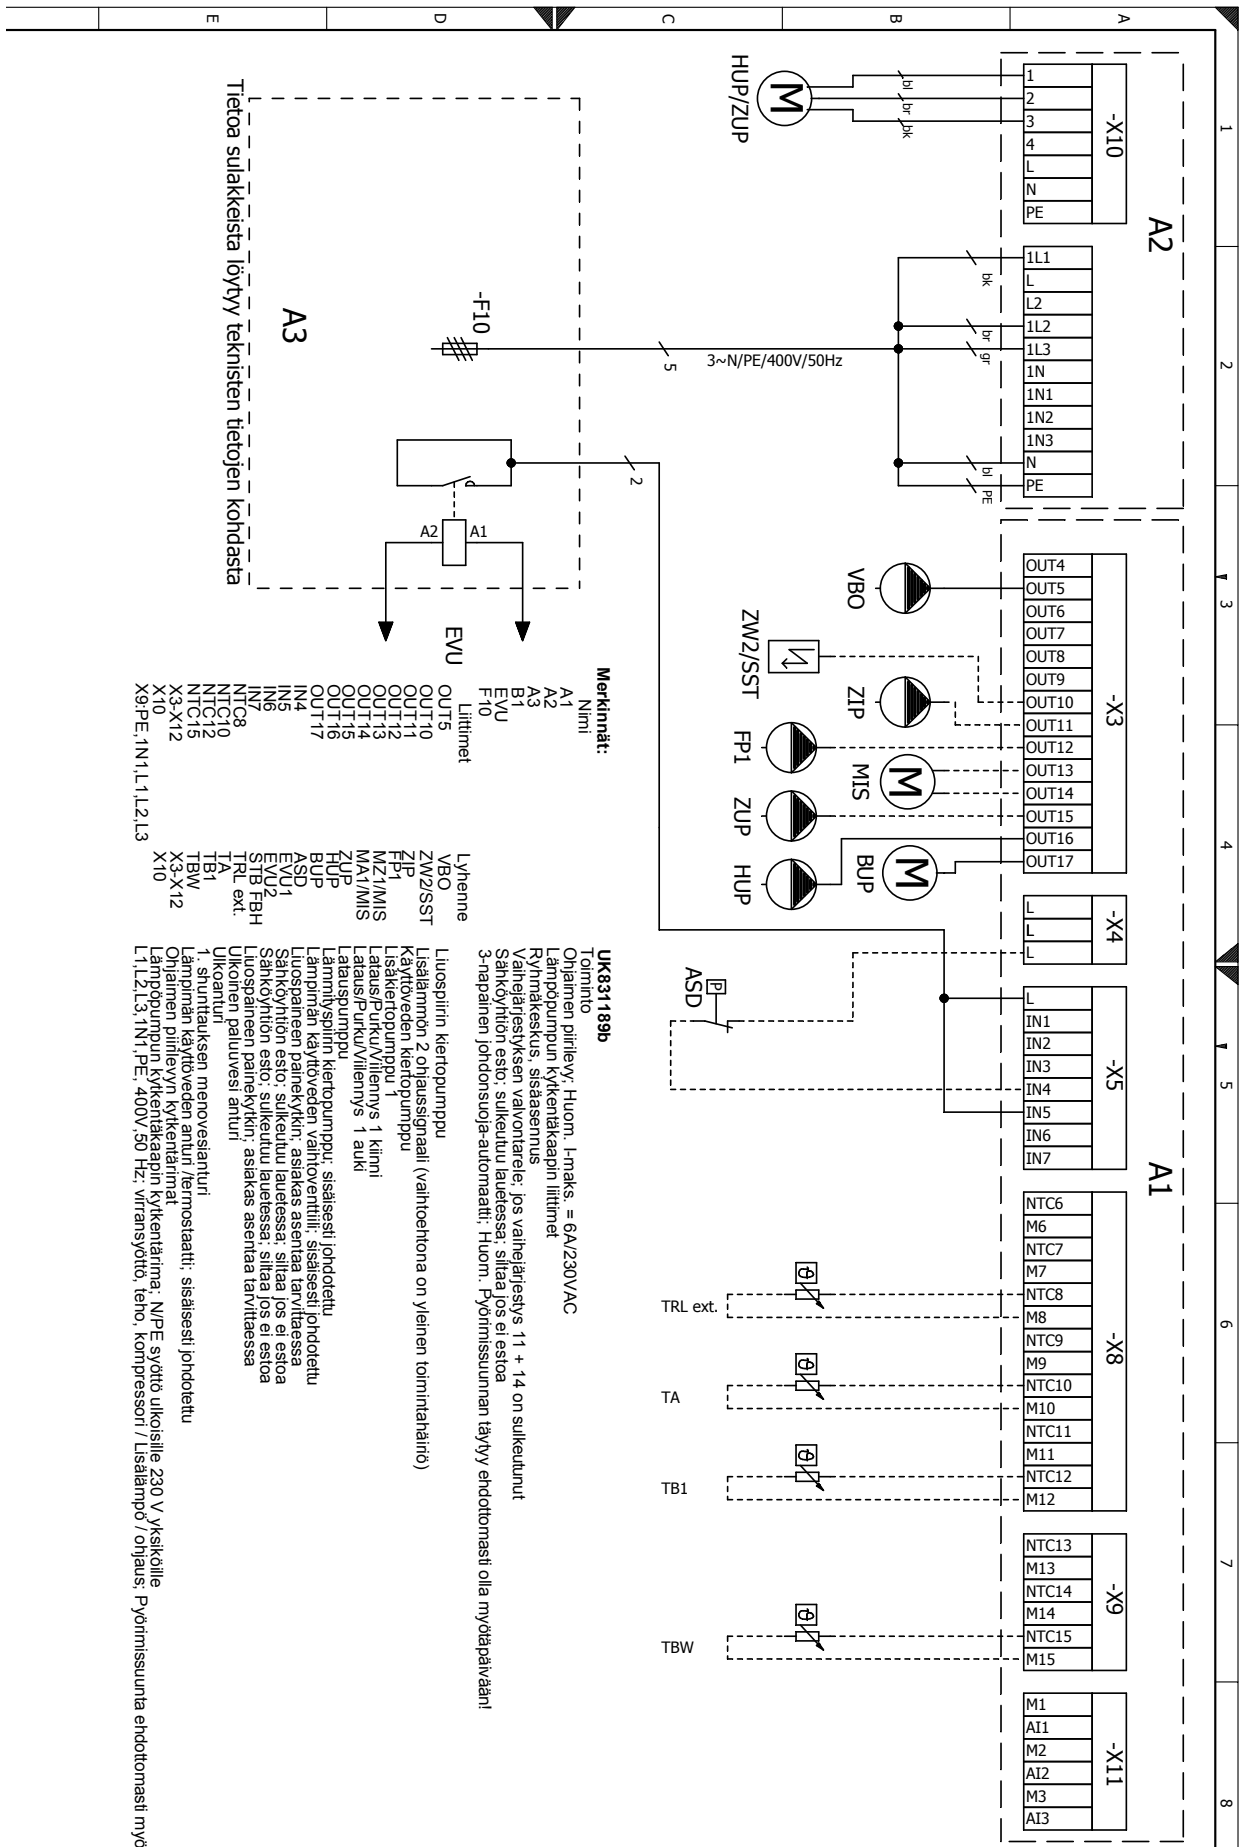 E
D
C
B
A
1
2
3
4
5
6
7
8
A2
-X10
1
2
3
4
L
N
PE
bl
br
bk
M
HUP/ZUP
1L1
L
L2
1L2
1L3
1N
1N1
1N2
1N3
N
PE
bk
br
gr
bl
PE
3~N/PE/400V/50Hz
5
2
-F10
A3
A2
A1
EVU
Tietoa sulakkeista löytyy teknisten tietojen kohdasta
A1
-X3
OUT4
OUT5
OUT6
OUT7
OUT8
OUT9
OUT10
OUT11
OUT12
OUT13
OUT14
OUT15
OUT16
OUT17
VBO
ZW2/SST
ZIP
FP1
M
MIS
ZUP
M
BUP
HUP
-X4
L
L
L
-X5
L
IN1
IN2
IN3
IN4
IN5
IN6
IN7
P
ASD
-X8
NTC6
M6
NTC7
M7
NTC8
M8
NTC9
M9
NTC10
M10
NTC11
M11
NTC12
M12
TRL ext.
TA
TB1
-X9
NTC13
M13
NTC14
M14
NTC15
M15
TBW
-X11
M1
AI1
M2
AI2
M3
AI3
Merkinnät: UK831189b
Nimi Toiminto
A1 Ohjaimen piirilevy; Huom. I-maks. = 6A/230VAC
A2 Lämpöpumpun kytkentäkaapin liittimet
A3 Ryhmäkeskus, sisäasennus
B1 Vaihejärjestyksen valvontarele; jos vaihejärjestys 11 + 14 on sulkeutunut
EVU Sähköyhtiön esto; sulkeutuu lauetessa; siltaa jos ei estoa
F10 3-napainen johdonsuoja-automaatti; Huom. Pyörimissuunnan täytyy ehdottomasti olla myötäpäivään!
Liittimet Lyhenne
OUT5 VBO Liuospiirin kiertopumppu
OUT10 ZW2/SST Lisälämmön 2 ohjaussignaali (vaihtoehtona on yleinen toimintahäiriö)
OUT11 ZIP Käyttöveden kiertopumppu
OUT12 FP1 Lisäkiertopumppu 1
OUT13 MZ1/MIS Lataus/Purku/Viilennys 1 kiinni
OUT14 MA1/MIS Lataus/Purku/Viilennys 1 auki
OUT15 ZUP Latauspumppu
OUT16 HUP Lämmityspiirin kiertopumppu; sisäisesti johdotettu
OUT17 BUP Lämpimän käyttöveden vaihtoventtiili; sisäisesti johdotettu
IN4 ASD Liuospaineen painekytkin; asiakas asentaa tarvittaessa
IN5 EVU1 Sähköyhtiön esto; sulkeutuu lauetessa; siltaa jos ei estoa
IN6 EVU2 Sähköyhtiön esto; sulkeutuu lauetessa; siltaa jos ei estoa
IN7 STB FBH Liuospaineen painekytkin; asiakas asentaa tarvittaessa
NTC8 TRL ext. Ulkoinen paluuvesi anturi
NTC10 TA Ulkoanturi
NTC12 TB1 1. shunttauksen menovesianturi
NTC15 TBW Lämpimän käyttöveden anturi /termostaatti; sisäisesti johdotettu
X3-X12 X3-X12 Ohjaimen piirilevyn kytkentärimat
X10 X10 Lämpöpumpun kytkentäkaapin kytkentärima; N/PE syöttö ulkoisille 230 V yksiköille
X9:PE,1N1,L1,L2,L3 L1,L2,L3,1N1,PE, 400V,50 Hz; virransyöttö, teho, kompressori / Lisälämpö / ohjaus; Pyörimissuunta ehdottomasti